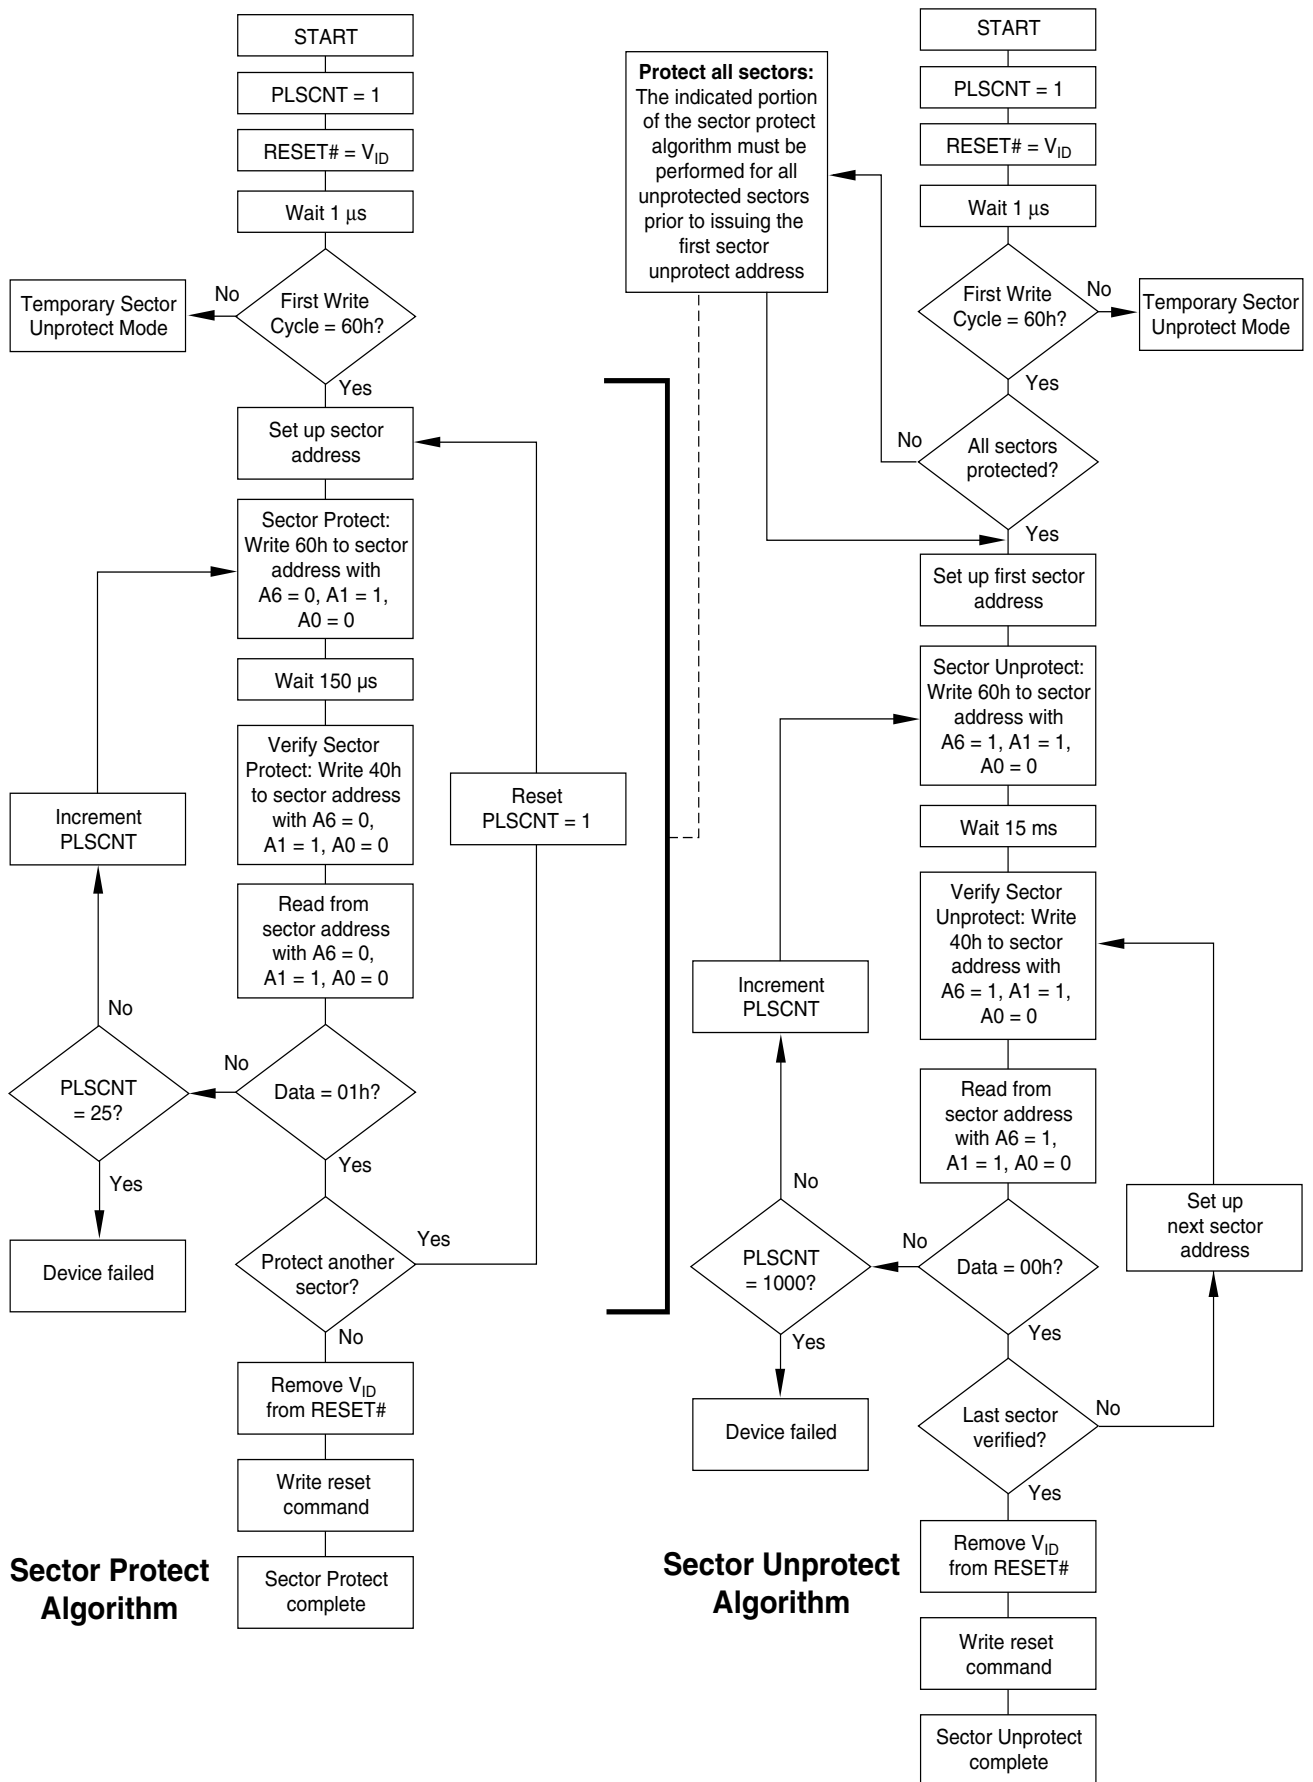 START
PLSCNT = 1
RESET# = VID
Wait 1 μs
First Write
Cycle = 60h?
No
Temporary Sector
Unprotect Mode
Yes
Set up sector
address
Sector Protect:
Write 60h to sector
address with
A6 = 0, A1 = 1,
A0 = 0
Wait 150 µs
Verify Sector
Protect: Write 40h
to sector address
with A6 = 0,
A1 = 1, A0 = 0
Increment
PLSCNT
Reset
PLSCNT = 1
Read from
sector address
with A6 = 0,
A1 = 1, A0 = 0
No
No
PLSCNT
= 25?
Data = 01h?
Yes
Yes
Device failed
Protect another
sector?
Yes
No
Remove VID
from RESET#
Write reset
command
Sector Protect
complete
Sector Protect
Algorithm
Protect all sectors:
The indicated portion
of the sector protect
algorithm must be
performed for all
unprotected sectors
prior to issuing the
first sector
unprotect address
START
PLSCNT = 1
RESET# = VID
Wait 1 μs
First Write
Cycle = 60h?
No
Temporary Sector
Unprotect Mode
Yes
No
All sectors
protected?
Yes
Set up first sector
address
Sector Unprotect:
Write 60h to sector
address with
A6 = 1, A1 = 1,
A0 = 0
Wait 15 ms
Verify Sector
Unprotect: Write
40h to sector
address with
A6 = 1, A1 = 1,
A0 = 0
Increment
PLSCNT
Read from
sector address
with A6 = 1,
A1 = 1, A0 = 0
No
Set up
next sector
address
No
PLSCNT
= 1000?
Data = 00h?
Yes
Yes
Device failed
Last sector
verified?
No
Yes
Remove VID
from RESET#
Write reset
command
Sector Unprotect
complete
Sector Unprotect
Algorithm